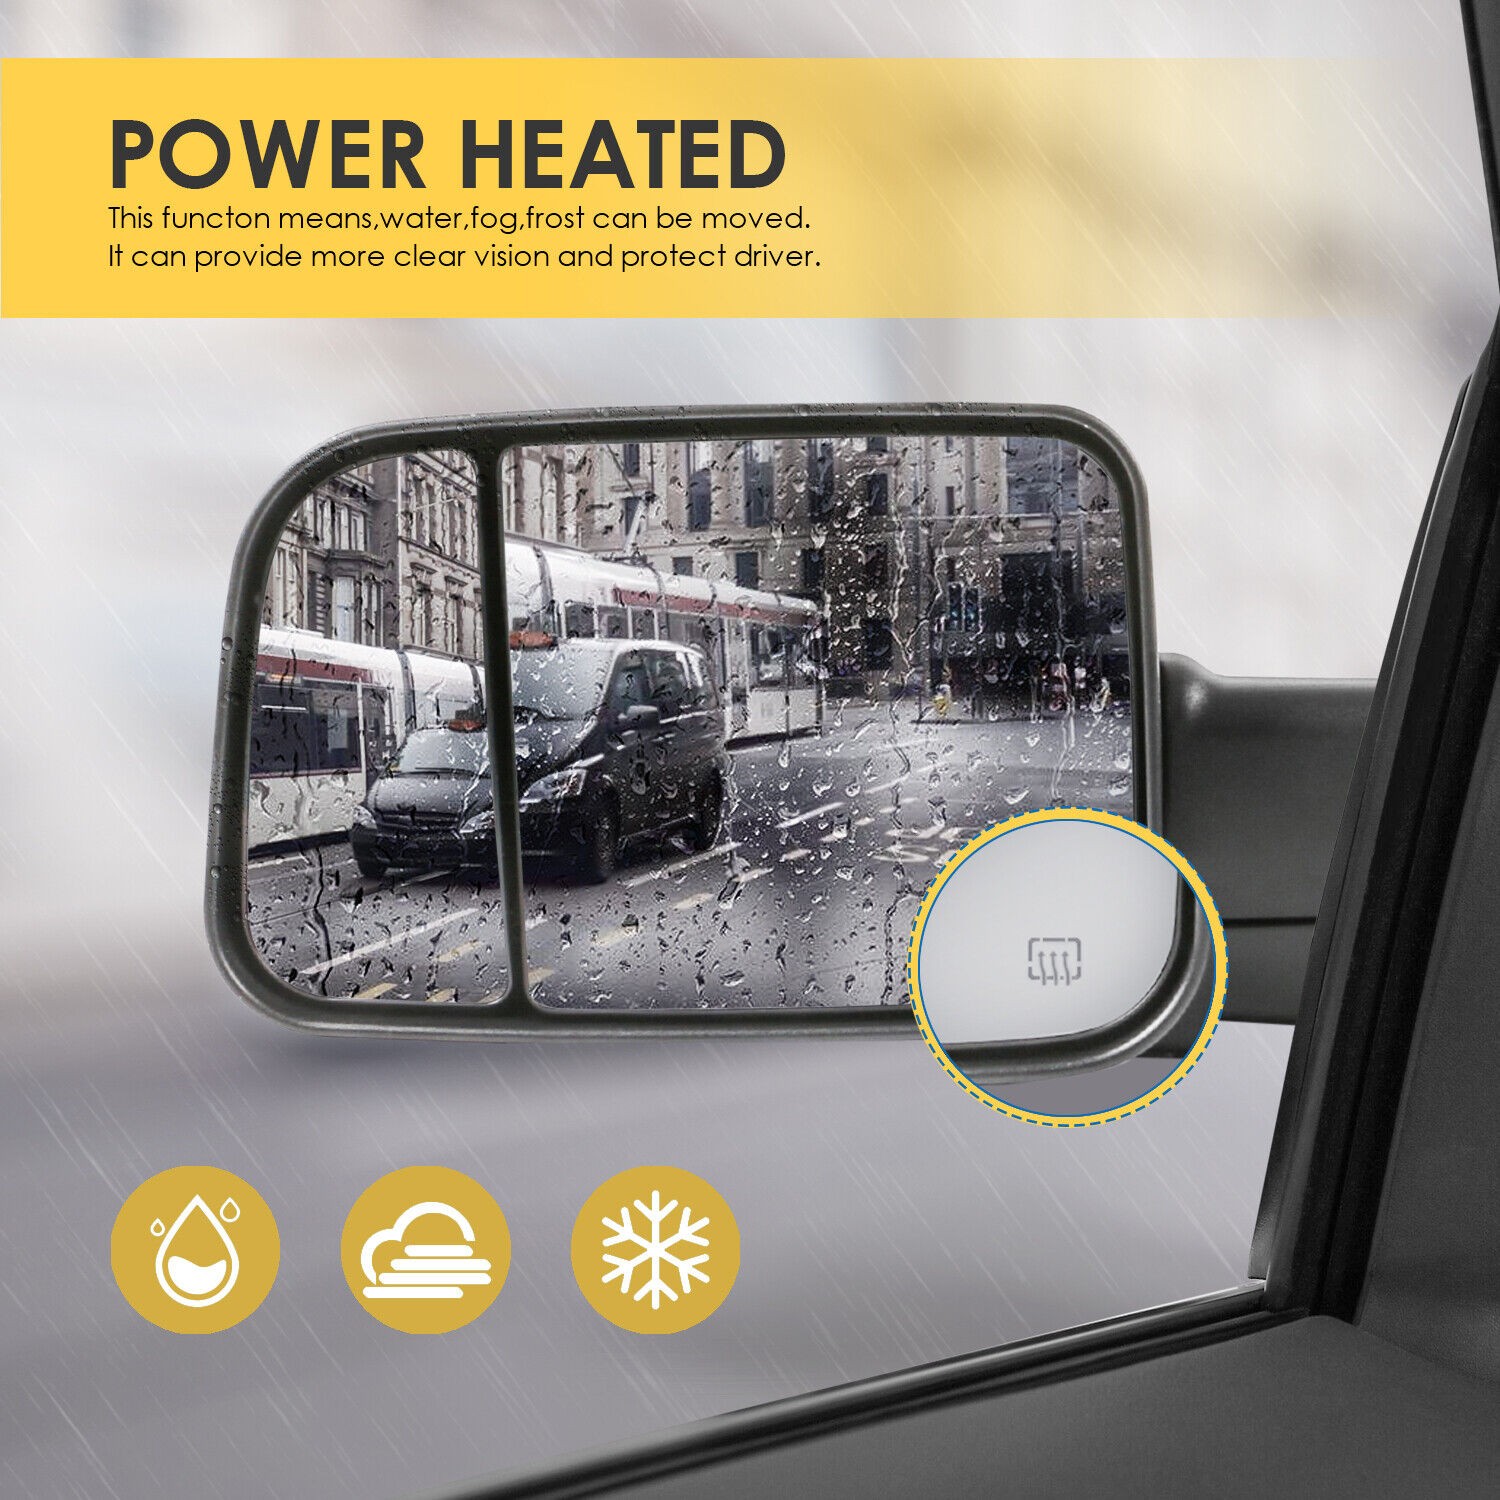 POWER HEATED
This functon means,water,fog,frost can be moved.
It can provide more clear vision and protect driver.